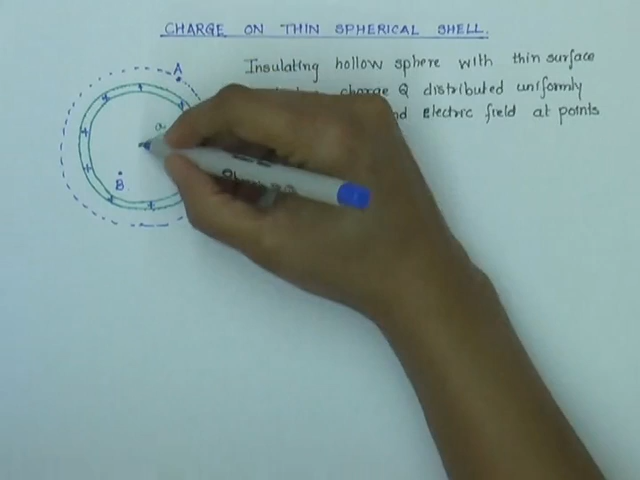 CHARGE ON THIN SPHERICAL SHELL.
Insulating hollow sphere with thin surface
charge Q distributed uniformly
Electric field at points
A
a
B